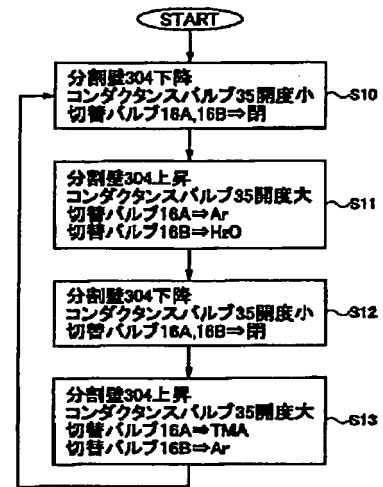 START
分割壁304下降
コンダクタンスバルブ35開度小
切替バルブ16A,16B⇒閉
S10
分割壁304上昇
コンダクタンスバルブ35開度大
切替バルブ16A⇒Ar
切替バルブ16B⇒H₂O
S11
分割壁304下降
コンダクタンスバルブ35開度小
切替バルブ16A,16B⇒閉
S12
分割壁304上昇
コンダクタンスバルブ35開度大
切替バルブ16A⇒TMA
切替バルブ16B⇒Ar
S13